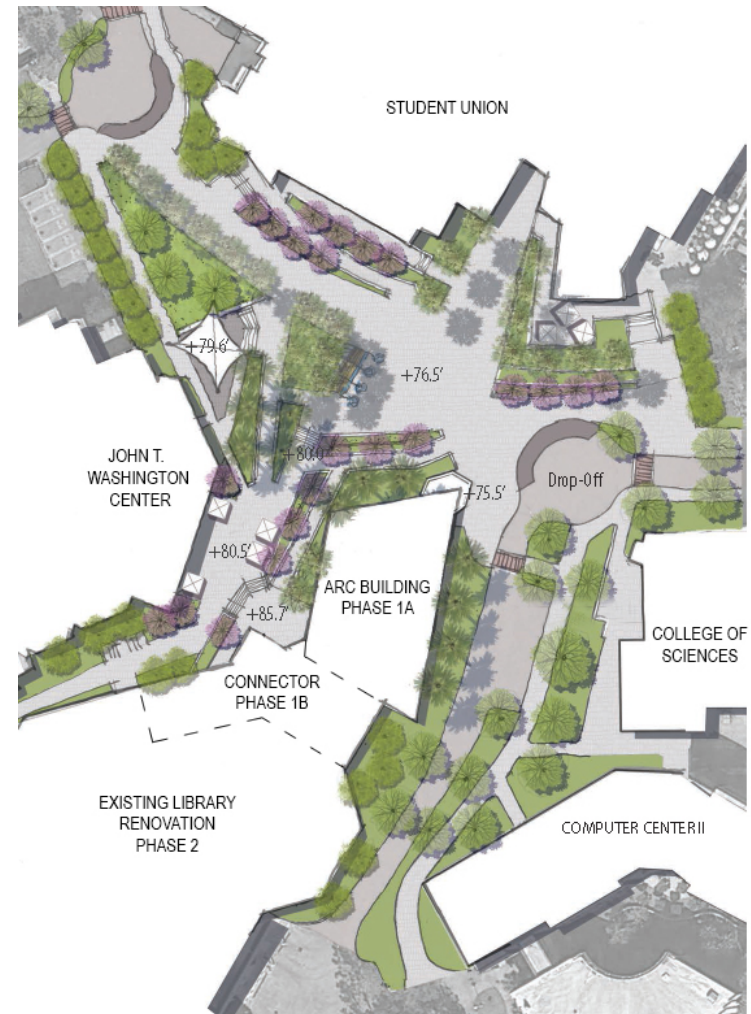 STUDENT UNION
+79.6'
+76.5'
JOHN T.
WASHINGTON
CENTER
+80.0'
Drop-Off
+75.5'
+80.5'
ARC BUILDING
PHASE 1A
+85.7'
COLLEGE OF
SCIENCES
CONNECTOR
PHASE 1B
EXISTING LIBRARY
RENOVATION
PHASE 2
COMPUTER CENTER II